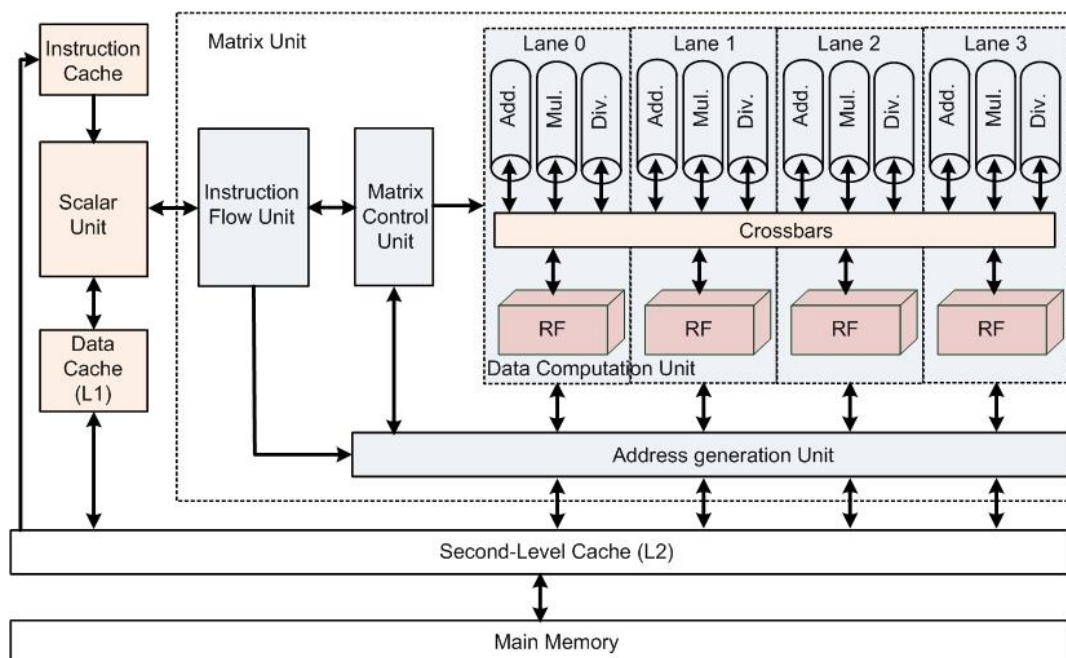 Instruction
Cache
Matrix Unit
Lane 0
Lane 1
Lane 2
Lane 3
Add.
Mul.
Div.
Add.
Mul.
Div.
Add.
Mul.
Div.
Add.
Mul.
Div.
Scalar
Unit
Instruction
Flow Unit
Matrix
Control
Unit
Crossbars
RF
RF
RF
RF
Data
Cache
(L1)
Data Computation Unit
Address generation Unit
Second-Level Cache (L2)
Main Memory